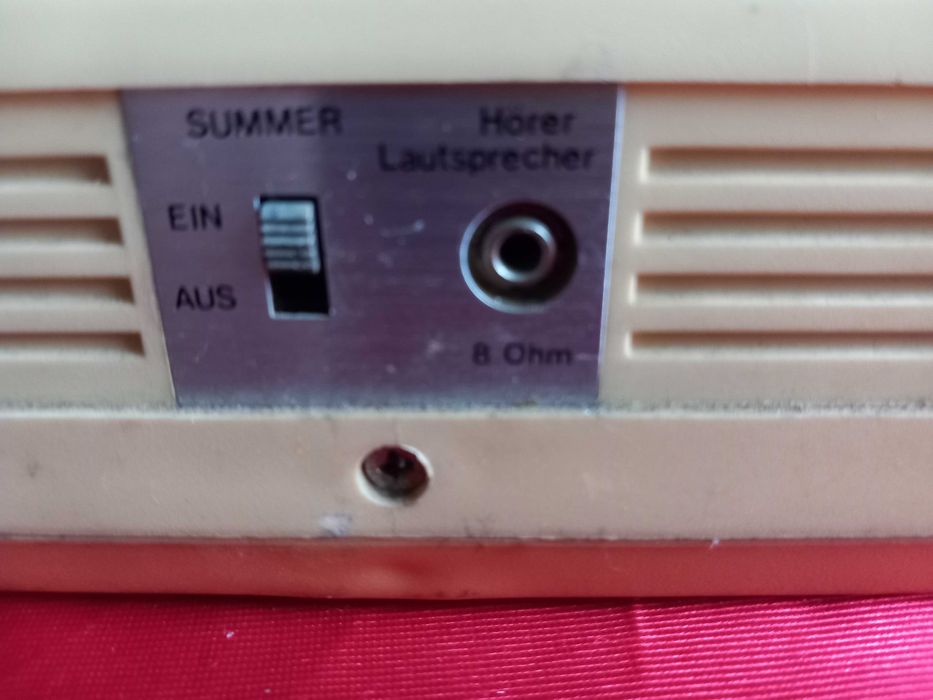 SUMMER
EIN
AUS
Hörer
Lautsprecher
8 Ohm